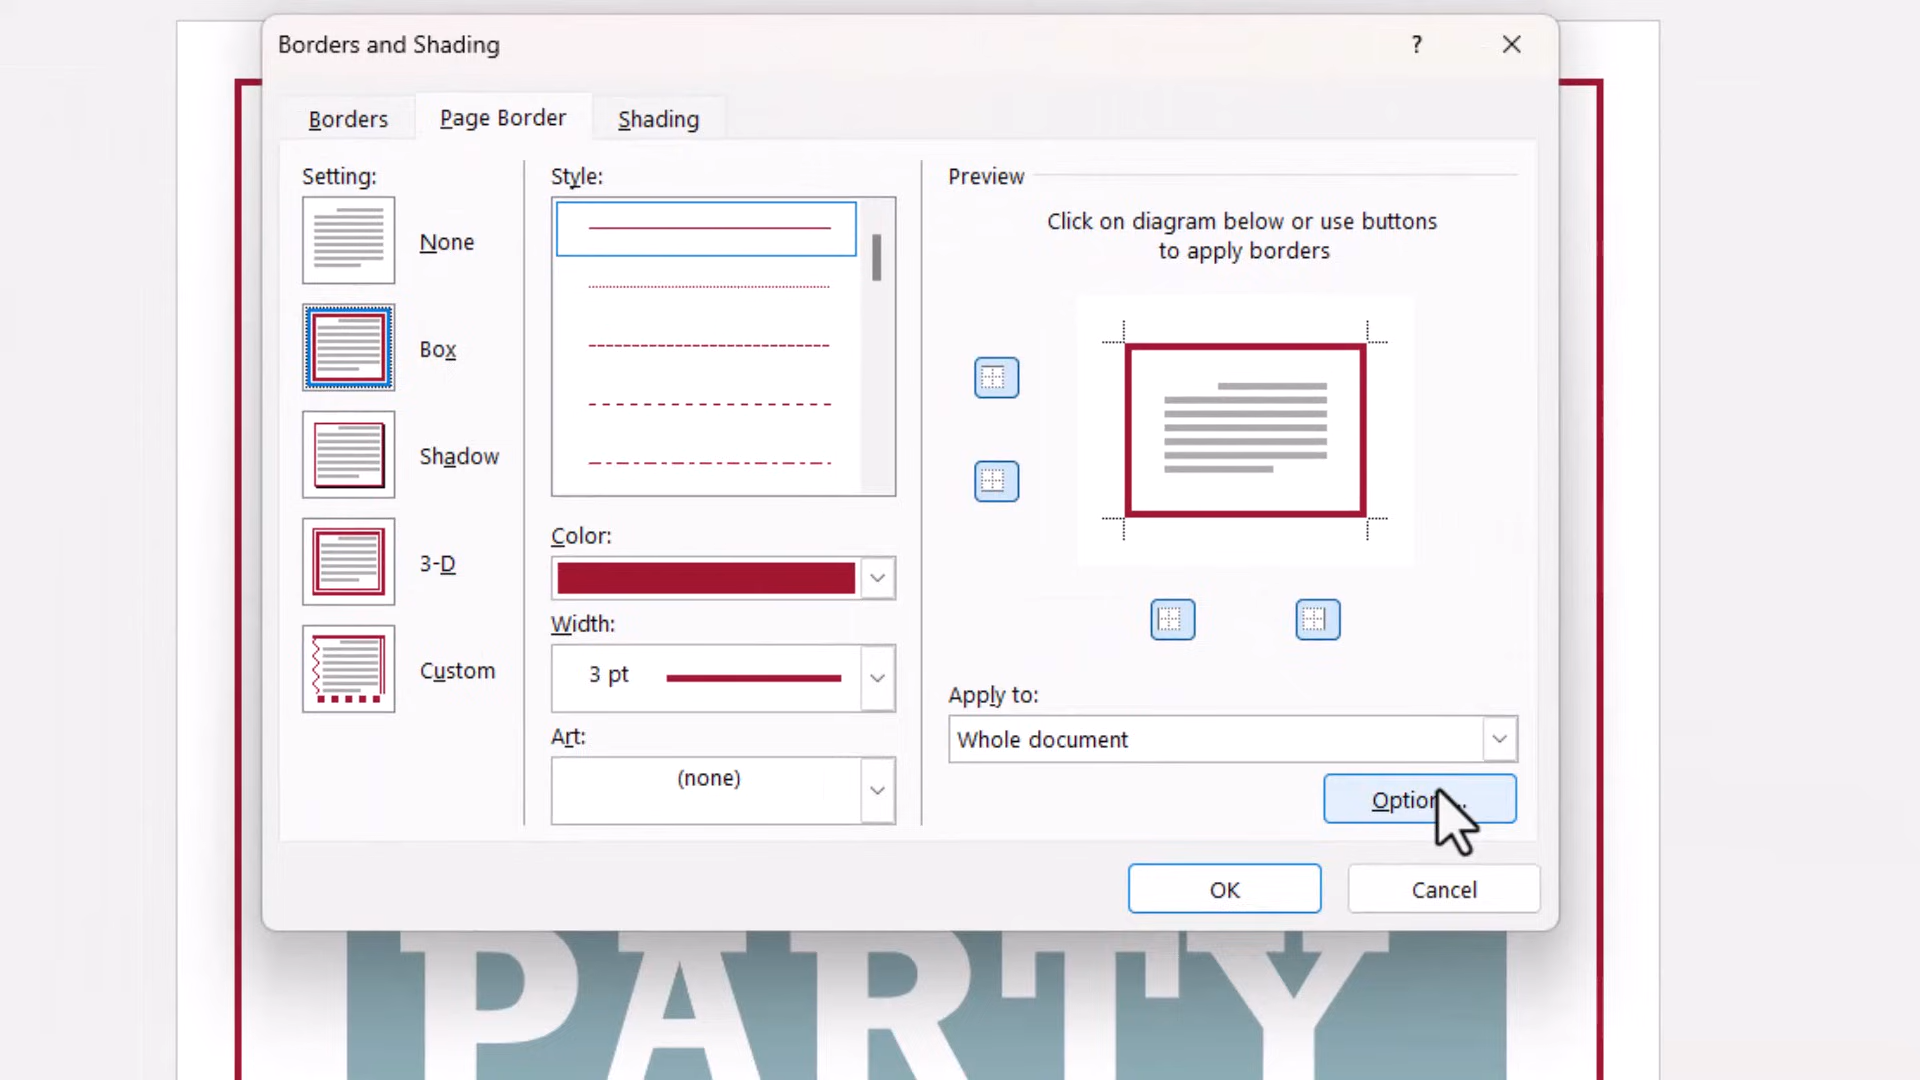 Borders and Shading
?
Borders
Page Border
Shading
Setting:
None
Box
Shadow
3-D
Custom
Style:
Color:
Width:
3 pt
Art:
(none)
Preview
Click on diagram below or use buttons
to apply borders
Apply to:
Whole document
OK
Cancel
PARTY